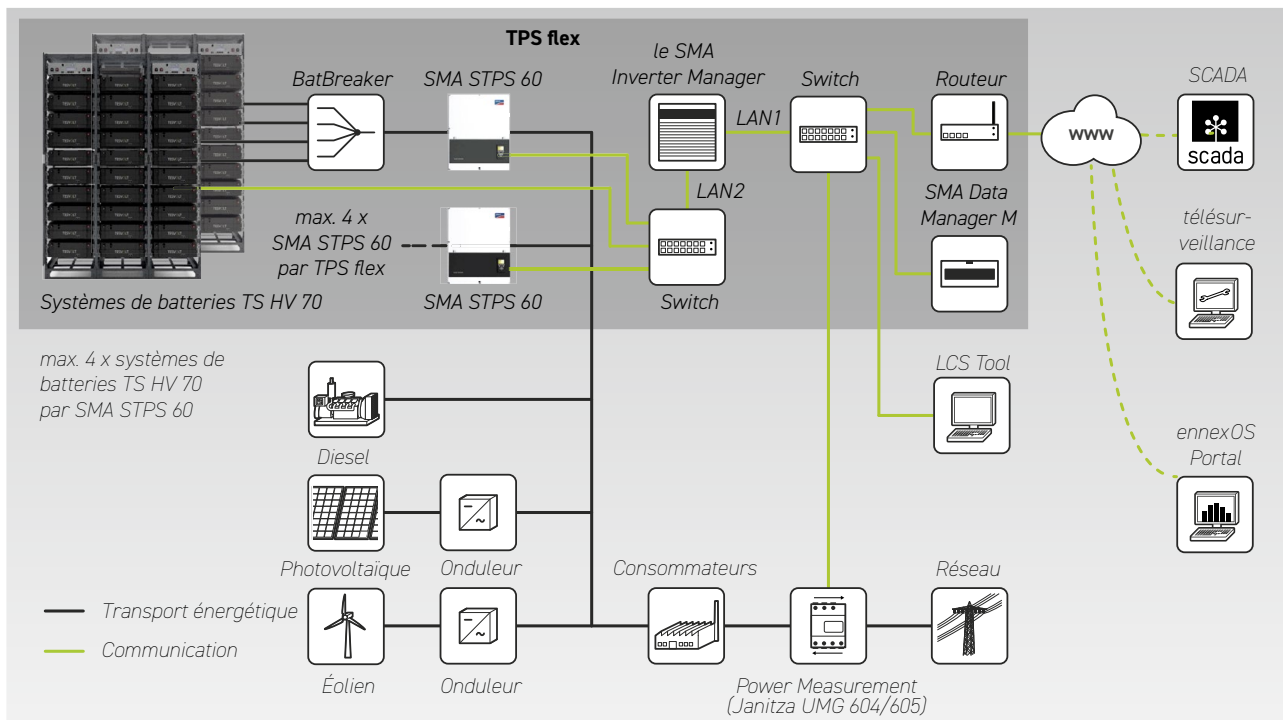 TPS flex
BatBreaker
SMA STPS 60
le SMA
Inverter Manager
Switch
Routeur
SCADA
LAN1
www
scada
LAN2
SMA Data
Manager M
max. 4 x
SMA STPS 60
par TPS flex
télésur-
veillance
Systèmes de batteries TS HV 70
SMA STPS 60
Switch
max. 4 x systèmes de
batteries TS HV 70
par SMA STPS 60
LCS Tool
Diesel
ennexOS
Portal
Photovoltaïque
Onduleur
Consommateurs
Réseau
Transport énergétique
Communication
Éolien
Onduleur
Power Measurement
(Janitza UMG 604/605)